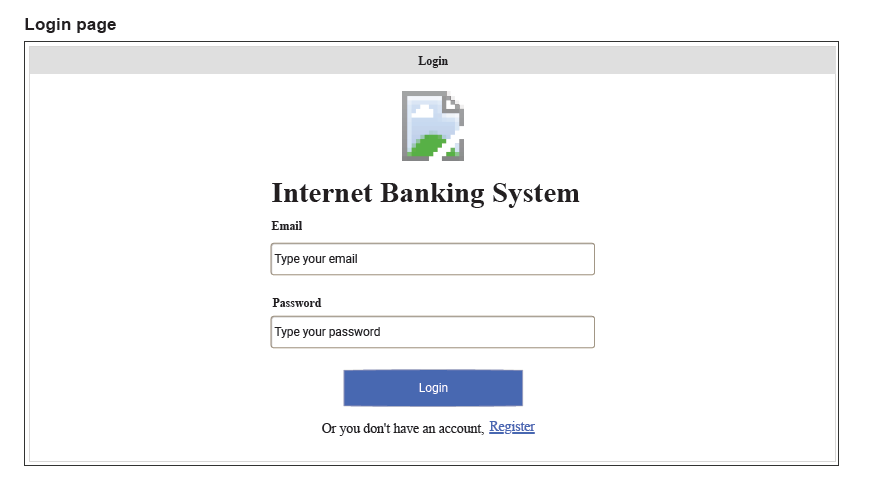 Login page
Login
Internet Banking System
Email
Type your email
Password
Type your password
Login
Or you don't have an account, Register